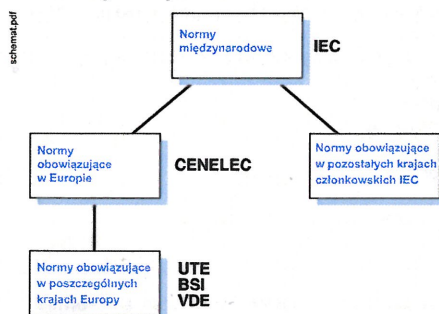 schemat.pdf
Normy
międzynarodowe
IEC
Normy
obowiązujące
w Europie
CENELEC
Normy obowiązujące
w pozostałych krajach
członkowskich IEC
Normy obowiązujące
w poszczególnych
krajach Europy
UTE
BSI
VDE